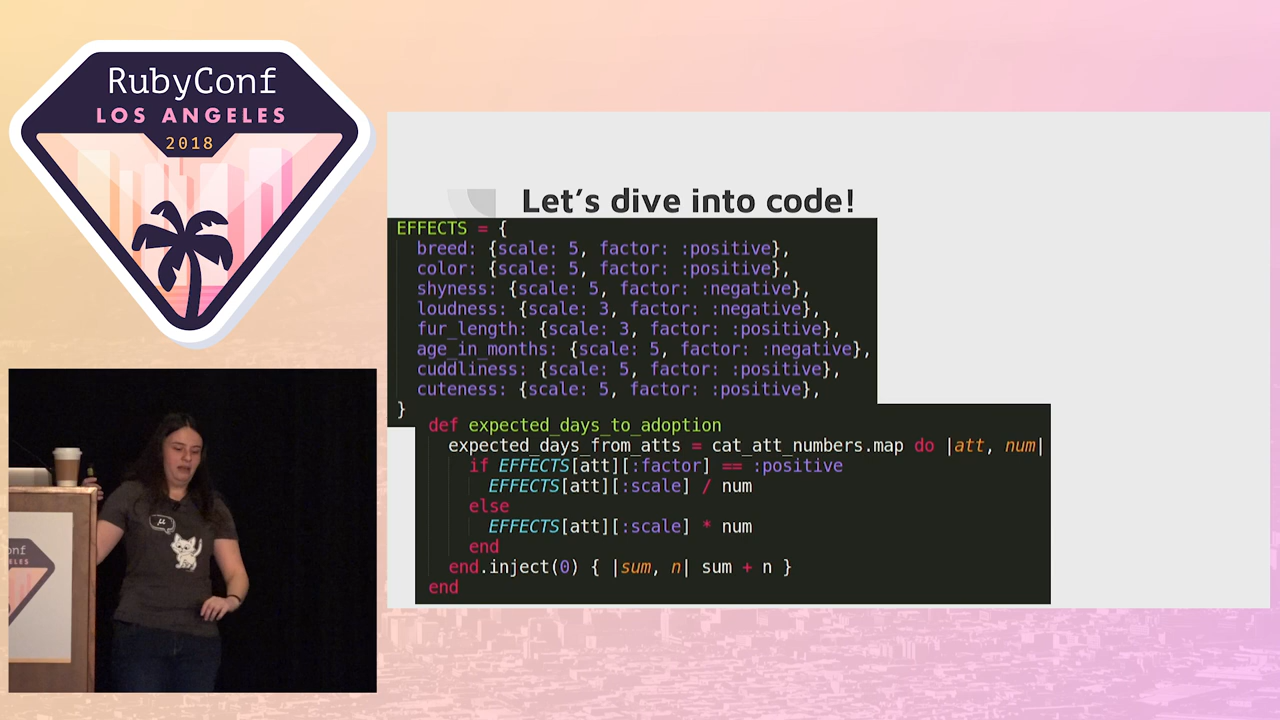 RubyConf
LOS ANGELES
2018
Let's dive into code!
EFFECTS = {
  breed: {scale: 5, factor: :positive},
  color: {scale: 5, factor: :positive},
  shyness: {scale: 5, factor: :negative},
  loudness: {scale: 3, factor: :negative},
  fur_length: {scale: 3, factor: :positive},
  age_in_months: {scale: 5, factor: :negative},
  cuddliness: {scale: 5, factor: :positive},
  cuteness: {scale: 5, factor: :positive},
}
def expected_days_to_adoption
  expected_days_from_atts = cat_att_numbers.map do |att, num|
    if EFFECTS[att][:factor] == :positive
      EFFECTS[att][:scale] / num
    else
      EFFECTS[att][:scale] * num
    end
  end.inject(0) { |sum, n| sum + n }
end
μ
onf
ELES